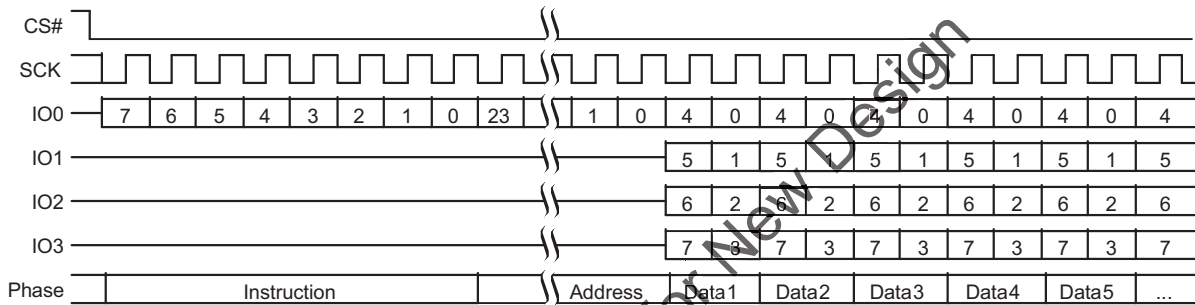 CS#
SCK
IO0 7 6 5 4 3 2 1 0 23 1 0 4 0 4 0 4 0 4 0 4 0 4
IO1 5 1 5 1 5 1 5 1 5 1 5
IO2 6 2 6 2 6 2 6 2 6 2 6
IO3 7 3 7 3 7 3 7 3 7 3 7
Phase Instruction Address Data1 Data2 Data3 Data4 Data5 ...
for New Design